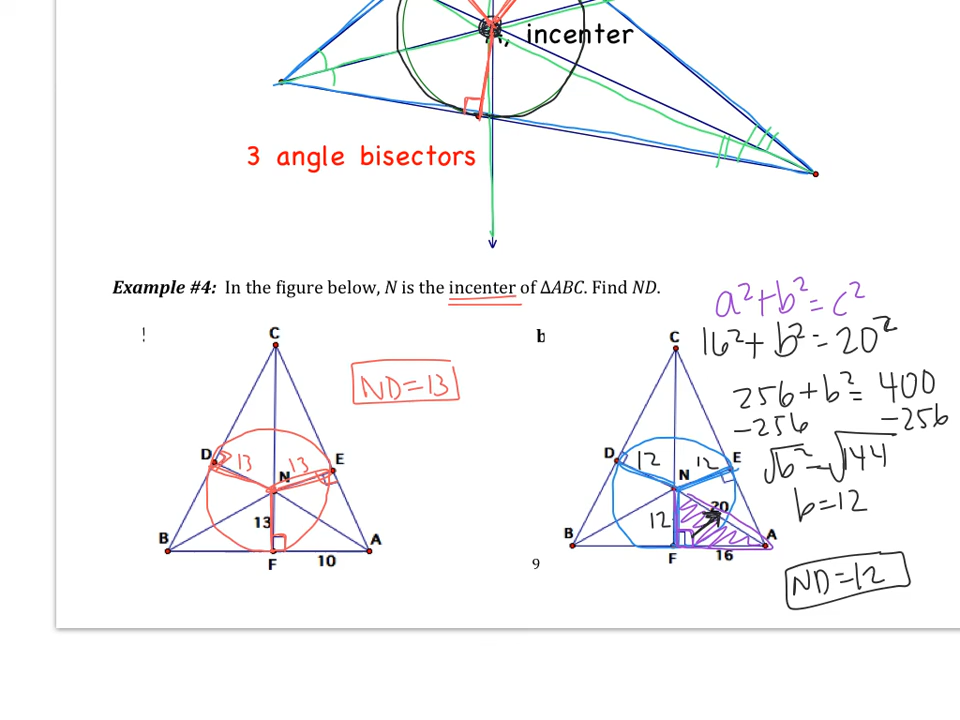 incenter
3 angle bisectors
Example #4: In the figure below, N is the incenter of ΔABC. Find ND.
!
C
D
13
13
E
N
13
B
A
F
10
ND=13
b
C
D
12
12
E
N
20
12
B
A
F
16
9
a²+b²=c²
16²+b²=20²
256+b²=400
-256 -256
√b²=√144
b=12
ND=12